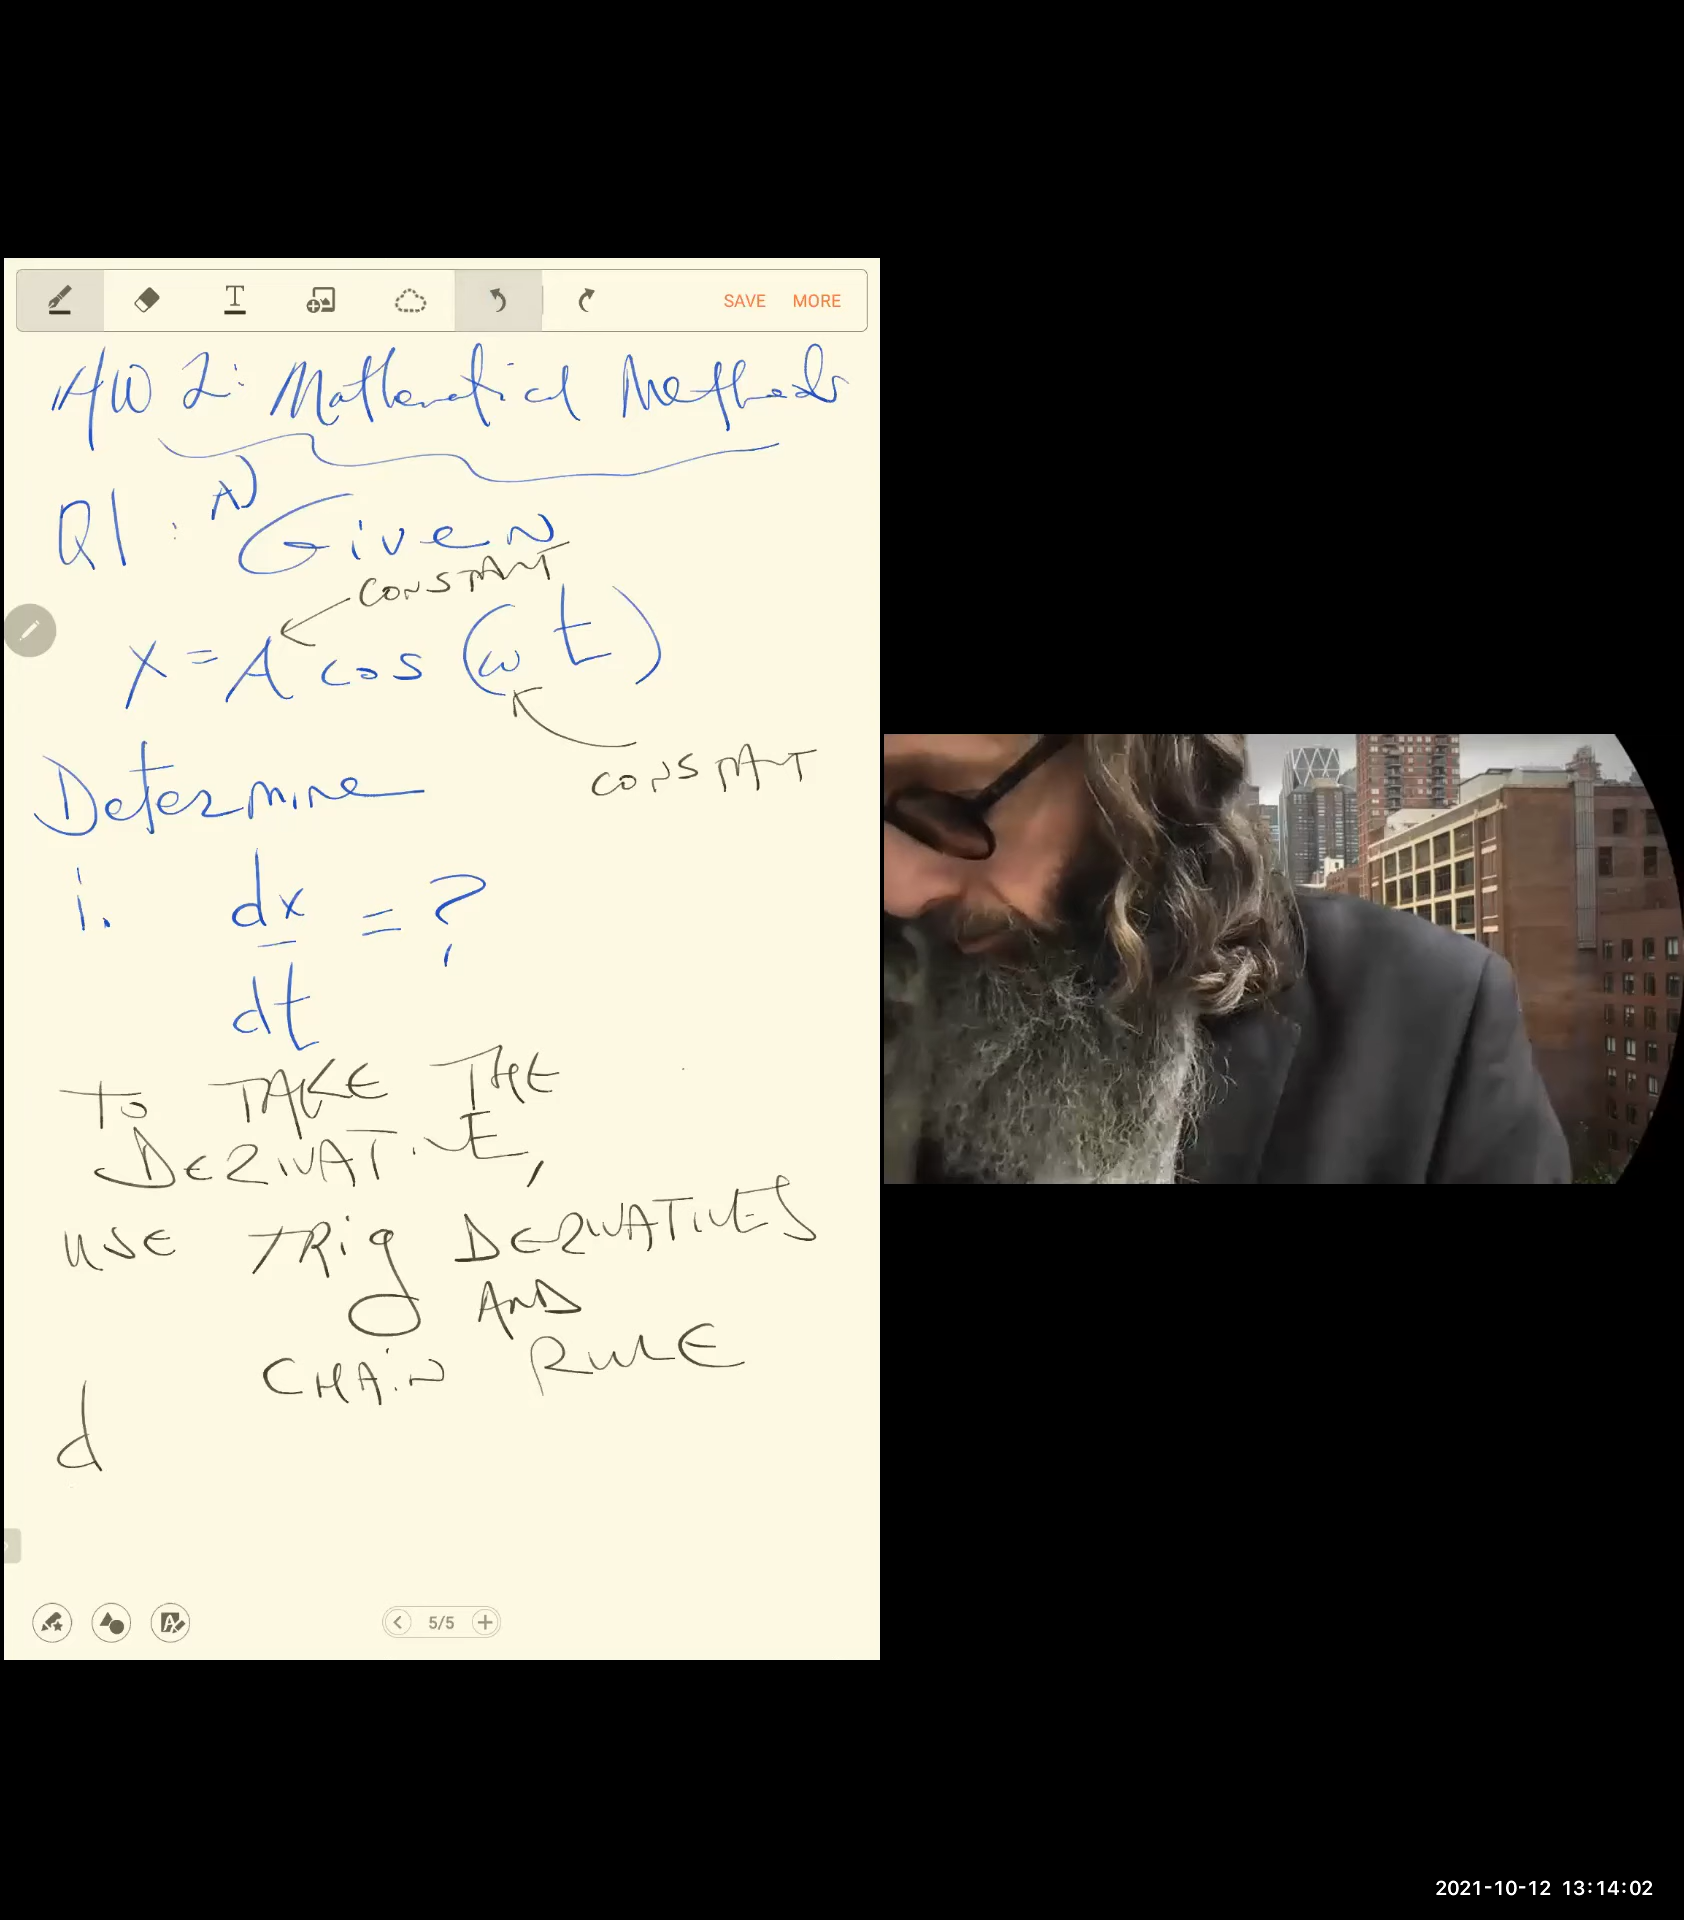 T SAVE MORE
HW 2: Mathematical Methods
Q1: A) Given
CONSTANT
x = A cos (ω t)
CONSTANT
Determine
i. dx = ?
dt
TO TAKE THE
DERIVATIVE,
USE TRIG DERIVATIVES
AND
CHAIN RULE
d
5/5
2021-10-12 13:14:02